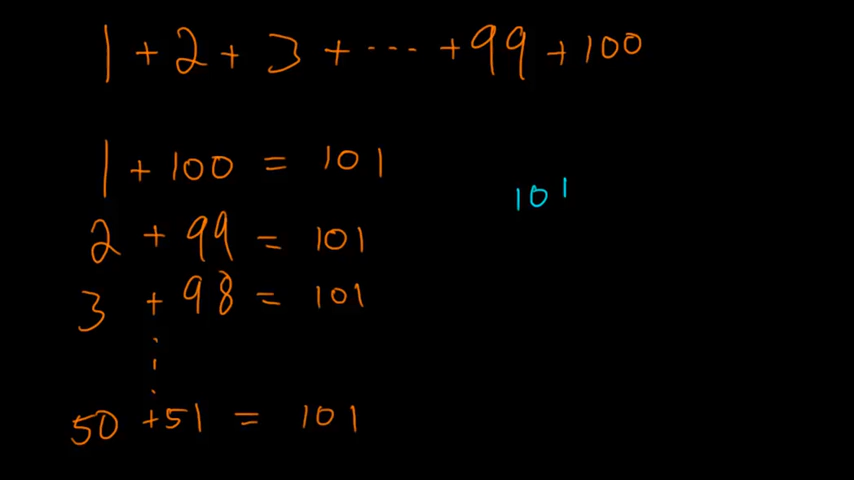 1 + 2 + 3 + ... + 99 + 100
1 + 100 = 101
101
2 + 99 = 101
3 + 98 = 101
⋮
50 + 51 = 101